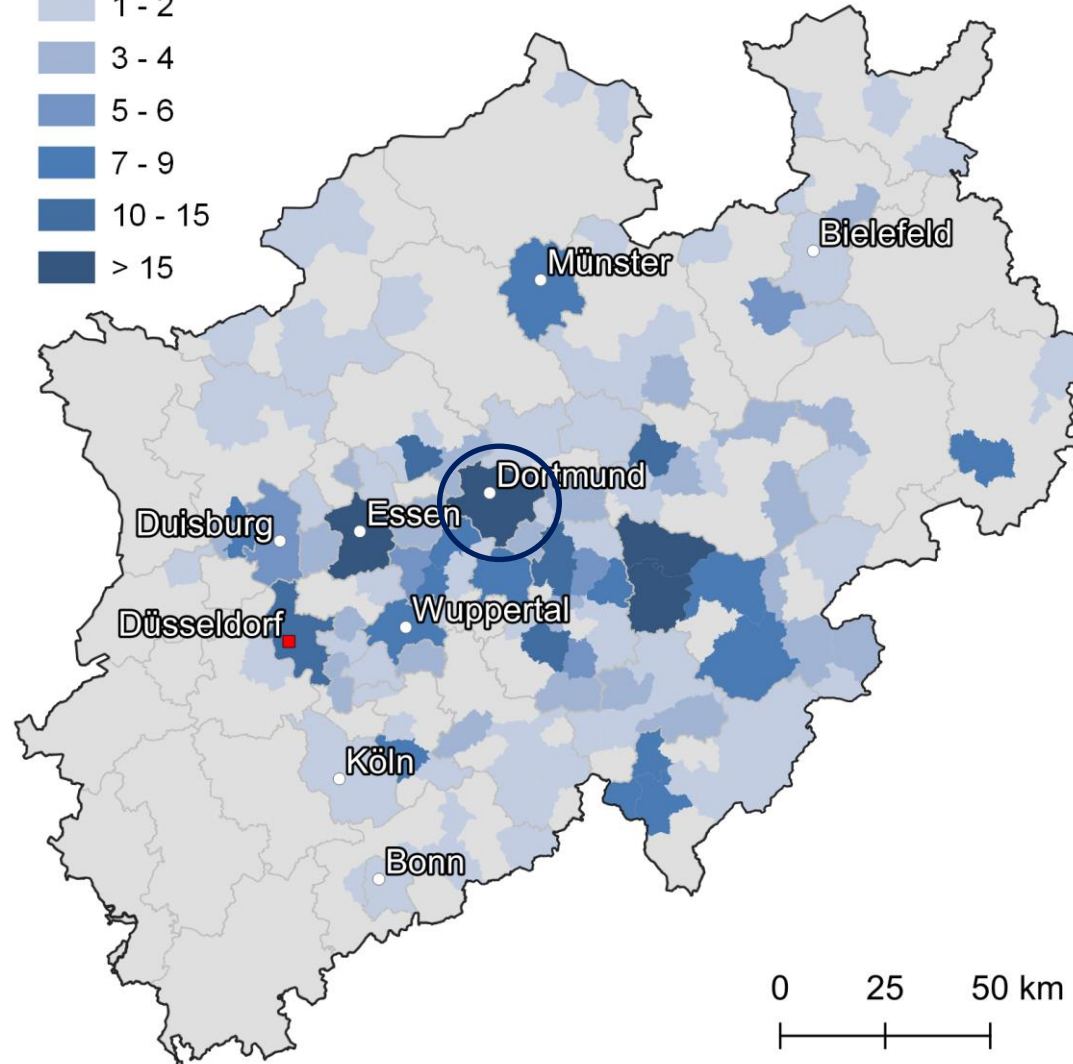 1 - 2
3 - 4
5 - 6
7 - 9
10 - 15
> 15
Bielefeld
Münster
Dortmund
Essen
Duisburg
Wuppertal
Düsseldorf
Köln
Bonn
0 25 50 km